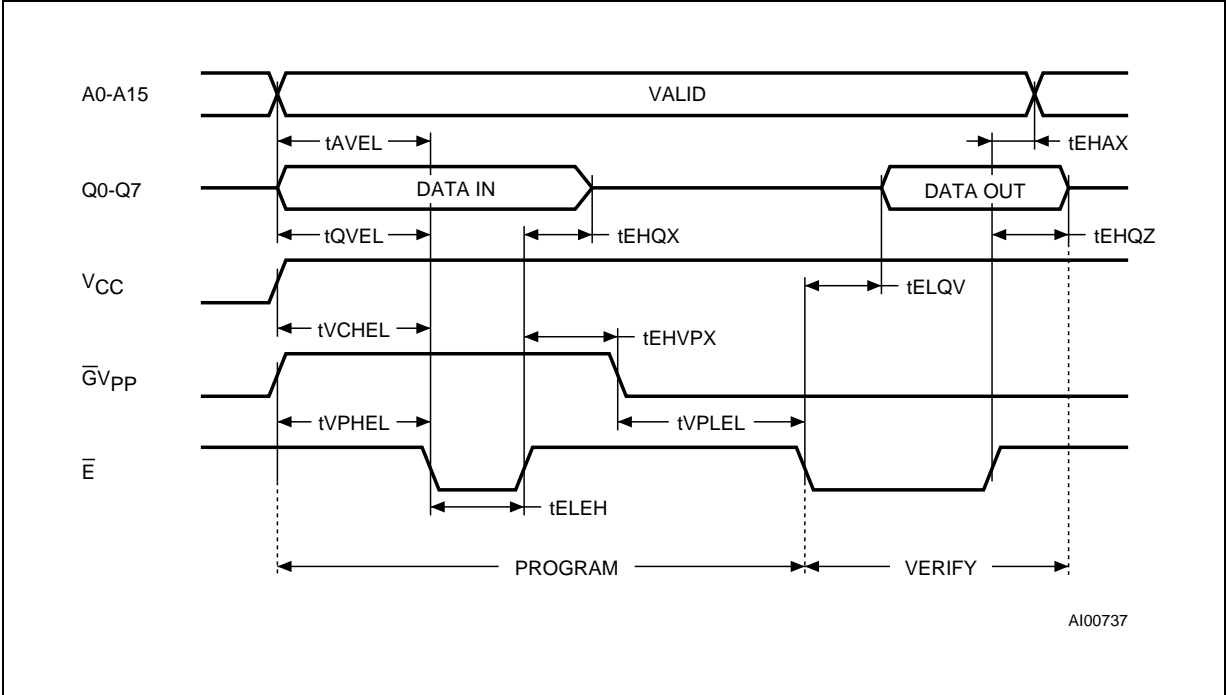 A0-A15
VALID
tAVEL
tEHAX
Q0-Q7
DATA IN
DATA OUT
tQVEL
tEHQX
tEHQZ
VCC
tELQV
tVCHEL
tEHVPX
G̅VPP
tVPHEL
tVPLEL
E̅
tELEH
PROGRAM
VERIFY
AI00737